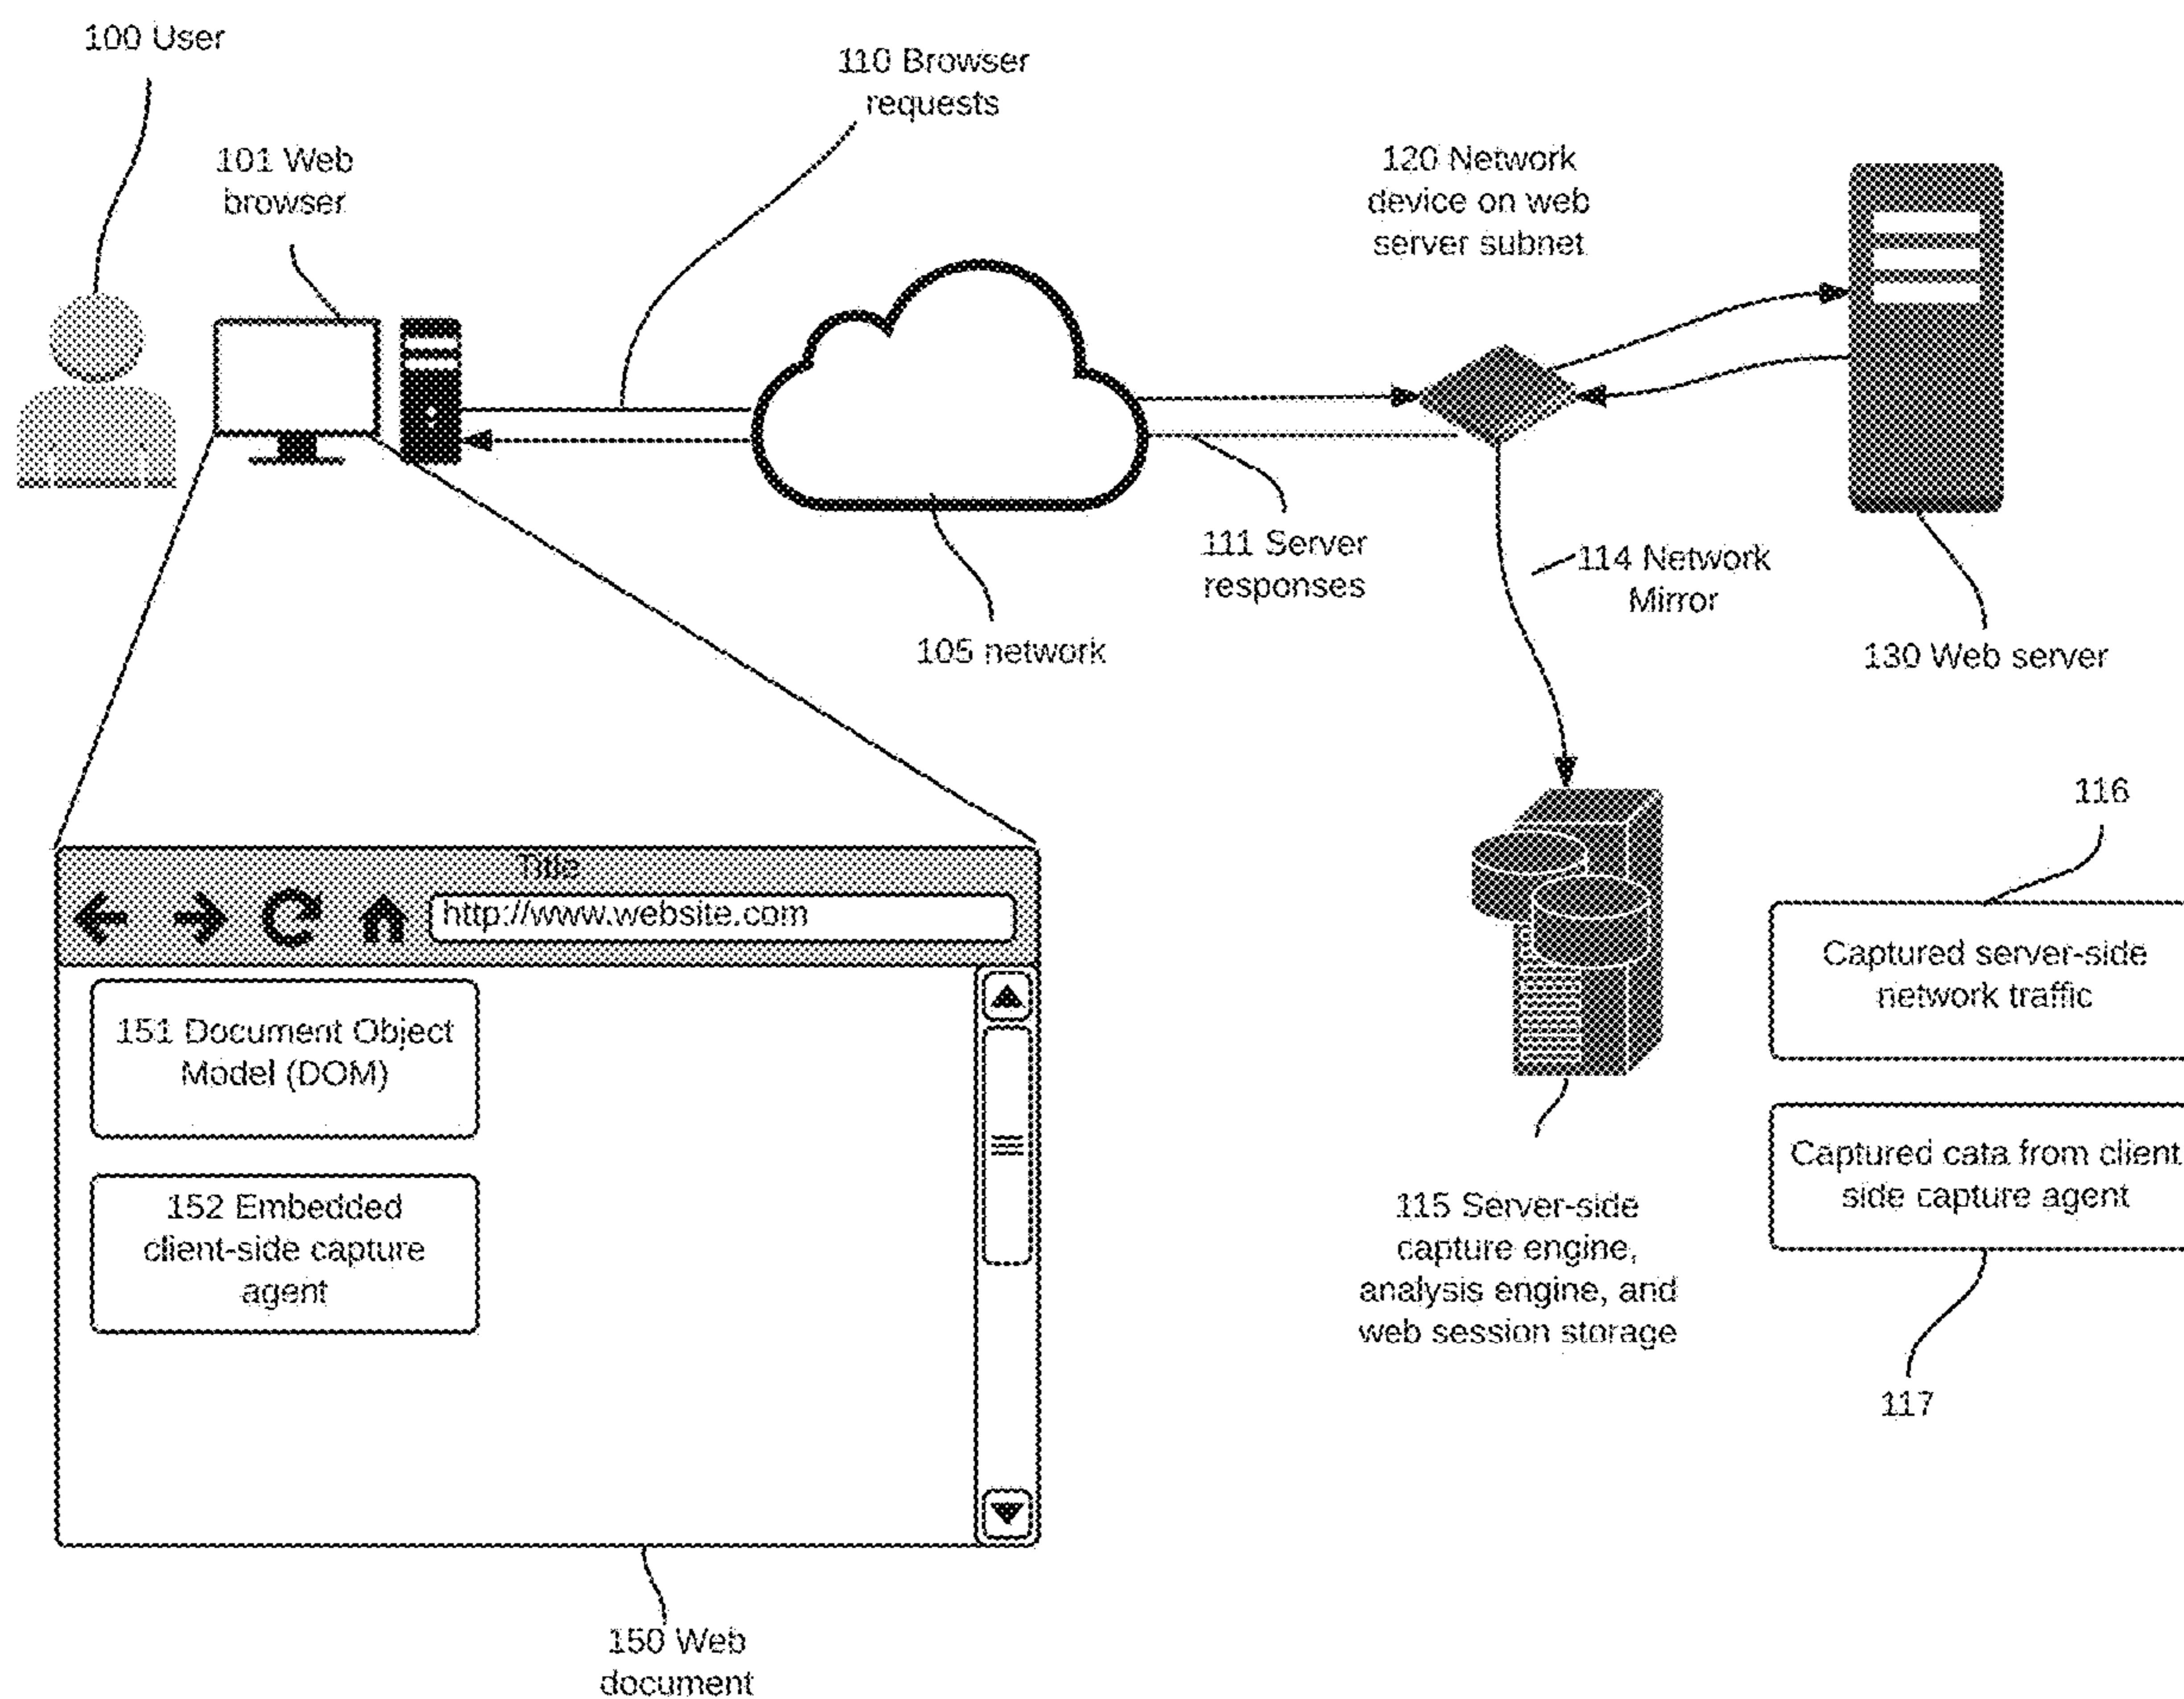 100 User
110 Browser
requests
101 Web
browser
120 Network
device on web
server subnet
111 Server
responses
114 Network
Mirror
105 network
130 Web server
116
Title
http://www.website.com
Captured server-side
network traffic
151 Document Object
Model (DOM)
Captured cata from client
side capture agent
152 Embedded
client-side capture
agent
115 Server-side
capture engine,
analysis engine, and
web session storage
117
150 Web
document